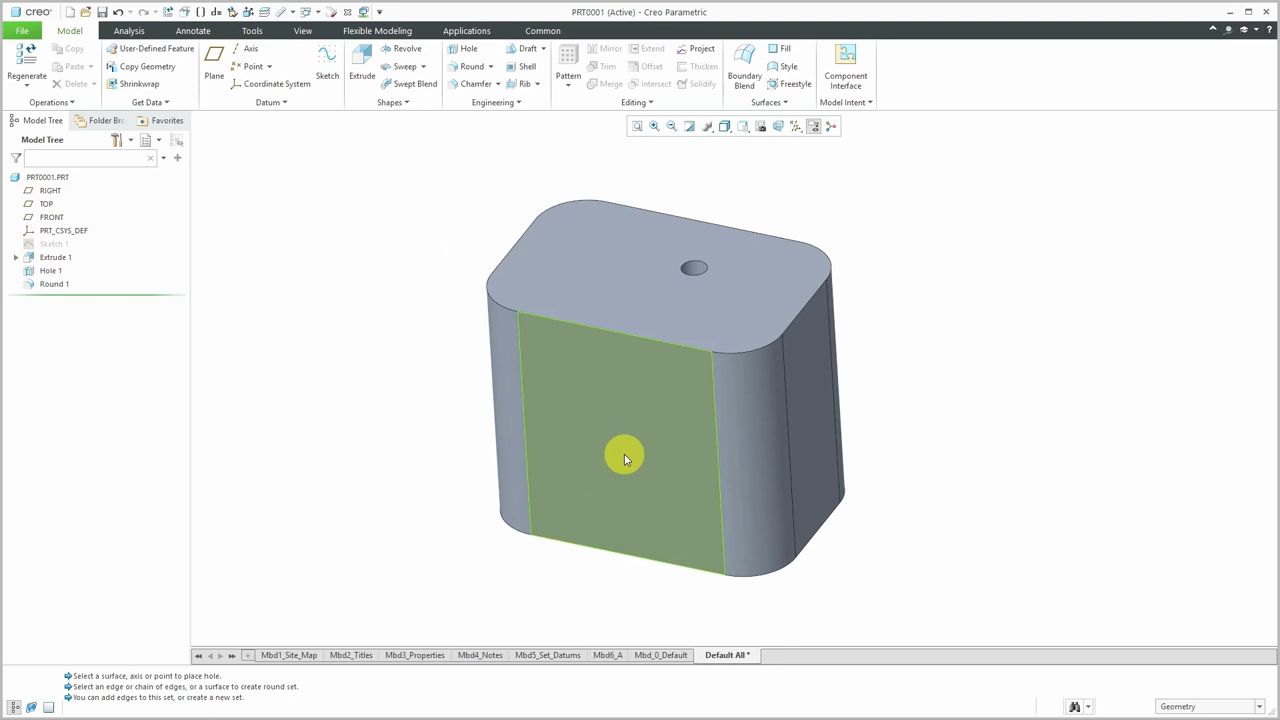 creo
PRT0001 (Active) - Creo Parametric
File Model Analysis Annotate Tools View Flexible Modeling Applications Common
Copy User-Defined Feature Axis Revolve Hole Draft Mirror Extend Project Fill
Regenerate Paste Copy Geometry Plane Point Sketch Extrude Sweep Round Shell Pattern Trim Offset Thicken Boundary Blend Style Component Interface
Delete Shrinkwrap Coordinate System Swept Blend Chamfer Rib Merge Intersect Solidify Freestyle
Operations Get Data Datum Shapes Engineering Editing Surfaces Model Intent
Model Tree Folder Bro Favorites
Model Tree
PRT0001.PRT
RIGHT
TOP
FRONT
PRT_CSYS_DEF
Sketch 1
Extrude 1
Hole 1
Round 1
Mbd1_Site_Map Mbd2_Titles Mbd3_Properties Mbd4_Notes Mbd5_Set_Datums Mbd6_A Mbd_0_Default Default All *
Select a surface, axis or point to place hole.
Select an edge or chain of edges, or a surface to create round set.
You can add edges to this set, or create a new set.
Geometry